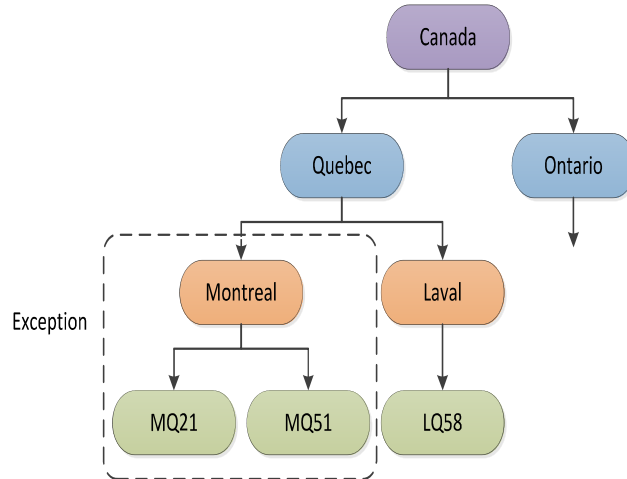 Canada
Quebec
Ontario
Montreal
Laval
Exception
MQ21
MQ51
LQ58